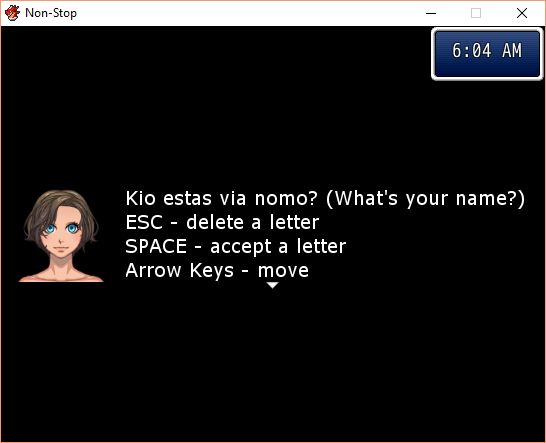 Non-Stop
6:04 AM
Kio estas via nomo? (What's your name?)
ESC - delete a letter
SPACE - accept a letter
Arrow Keys - move